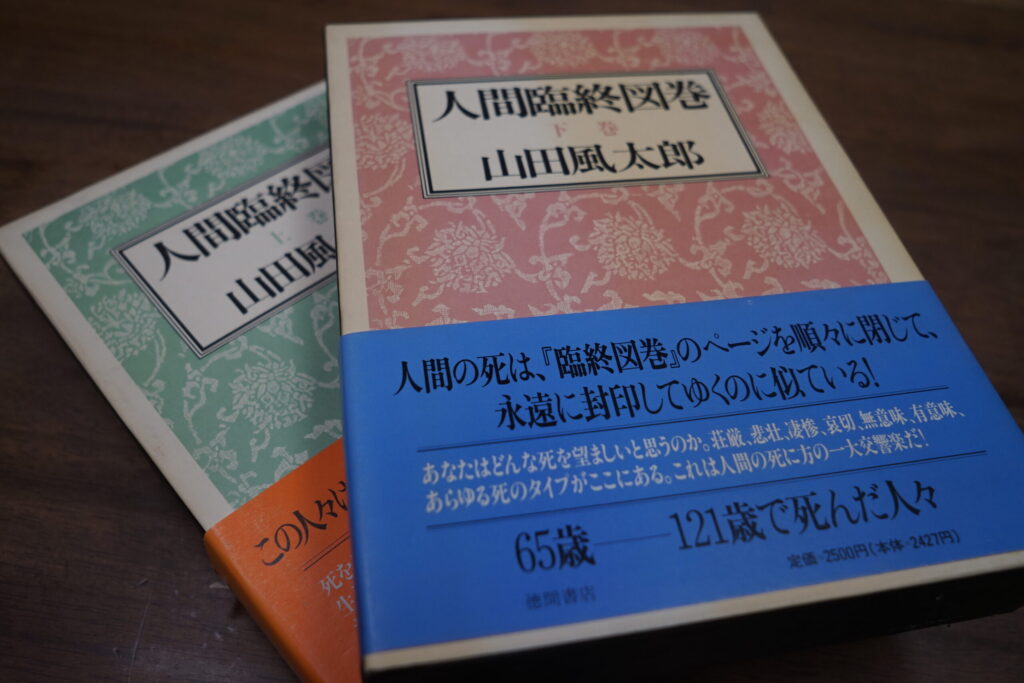 人間臨終図巻
下巻
山田風太郎
人間の死は、『臨終図巻』のページを順々に閉じて、
永遠に封印してゆくのに似ている!
あなたはどんな死を望ましいと思うのか。荘厳、悲壮、凄惨、哀切、無意味、有意味、
あらゆる死のタイプがここにある。これは人間の死に方の一大交響楽だ!
65歳——121歳で死んだ人々
定価・2500円(本体・2427円)
徳間書店
人間臨終図
上巻
山田風
この人々は
死を
生